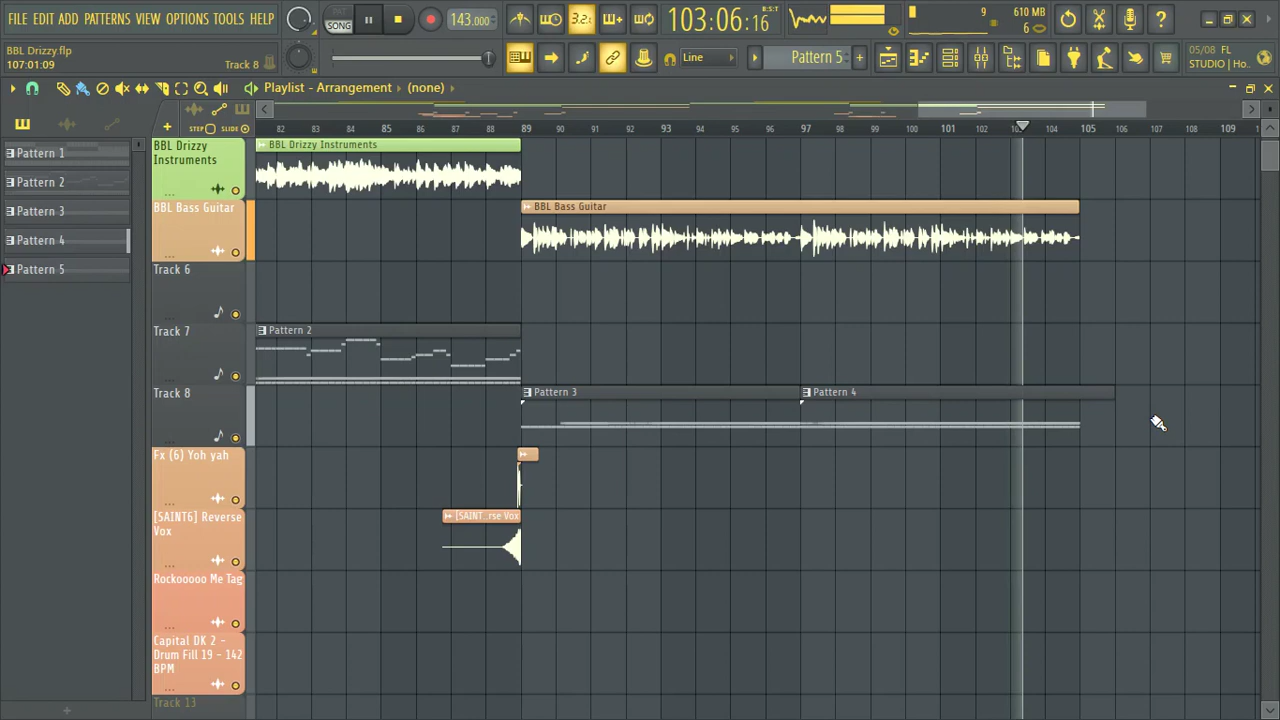 FILE EDIT ADD PATTERNS VIEW OPTIONS TOOLS HELP
PAT
SONG
143.000
3.2
103:06:16
B:S:T
9
610 MB
6
BBL Drizzy.flp
107:01:09
Track 8
Line
Pattern 5
05/08 FL
STUDIO | Ho..
Playlist - Arrangement
(none)
STEP SLIDE
82 83 84 85 86 87 88 89 90 91 92 93 94 95 96 97 98 99 100 101 102 104 105 106 107 108 109
Pattern 1
Pattern 2
Pattern 3
Pattern 4
Pattern 5
BBL Drizzy
Instruments
BBL Drizzy Instruments
BBL Bass Guitar
BBL Bass Guitar
Track 6
Track 7
Pattern 2
Track 8
Pattern 3
Pattern 4
Fx (6) Yoh yah
[SAINT6] Reverse
Vox
[SAINT...rse Vox
Rockooooo Me Tag
Capital DK 2 -
Drum Fill 19 - 142
BPM
Track 13